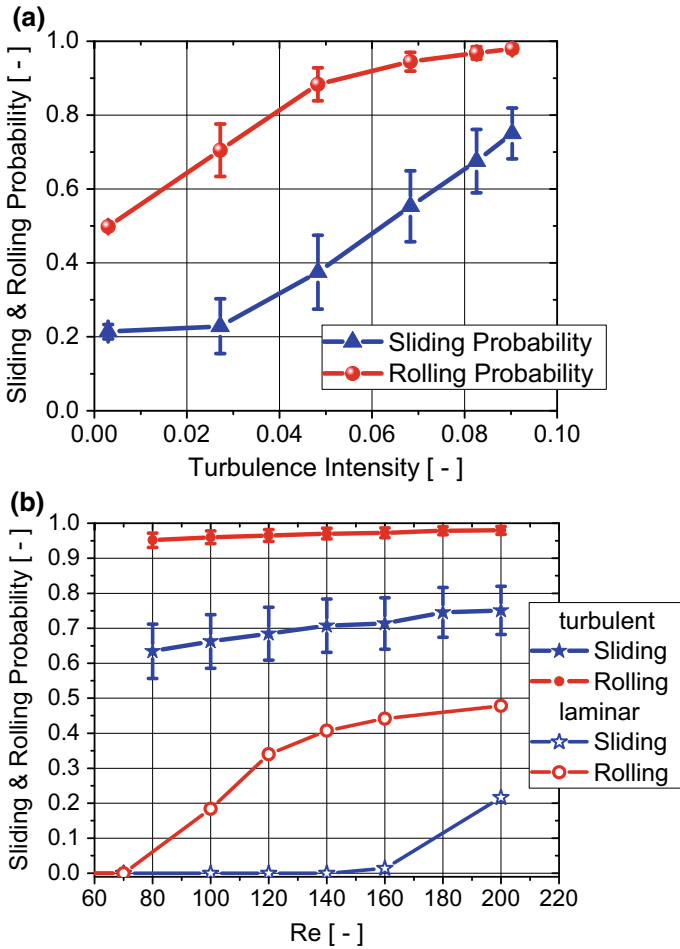 (a)
Sliding & Rolling Probability [ - ]
1.0
0.8
0.6
0.4
0.2
0.0
Sliding Probability
Rolling Probability
0.00 0.02 0.04 0.06 0.08 0.10
Turbulence Intensity [ - ]
(b)
Sliding & Rolling Probability [ - ]
1.0
0.9
0.8
0.7
0.6
0.5
0.4
0.3
0.2
0.1
0.0
turbulent
Sliding
Rolling
laminar
Sliding
Rolling
60 80 100 120 140 160 180 200 220
Re [ - ]